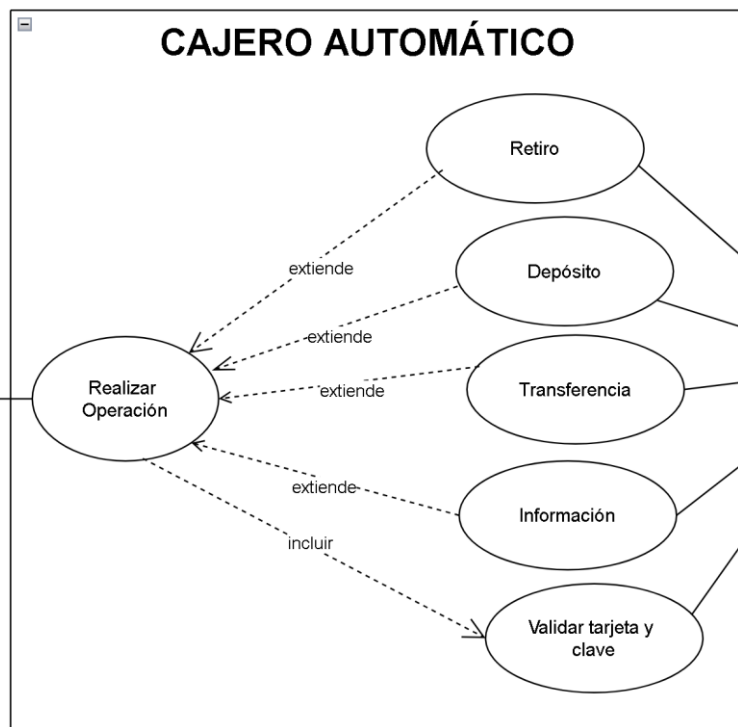 CAJERO AUTOMÁTICO
Retiro
extiende
Depósito
extiende
Realizar
Operación
Transferencia
extiende
extiende
Información
incluir
Validar tarjeta y
clave